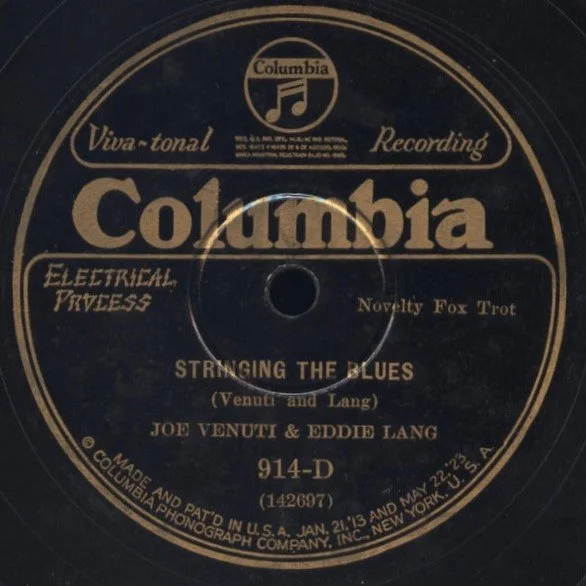 Columbia
Viva-tonal Recording
Columbia
ELECTRICAL
PROCESS
Novelty Fox Trot
STRINGING THE BLUES
(Venuti and Lang)
JOE VENUTI & EDDIE LANG
914-D
(142697)
MADE AND PAT'D IN U.S.A. JAN. 21,'13 AND MAY 22,'23
© COLUMBIA PHONOGRAPH COMPANY, INC., NEW YORK, U.S.A.